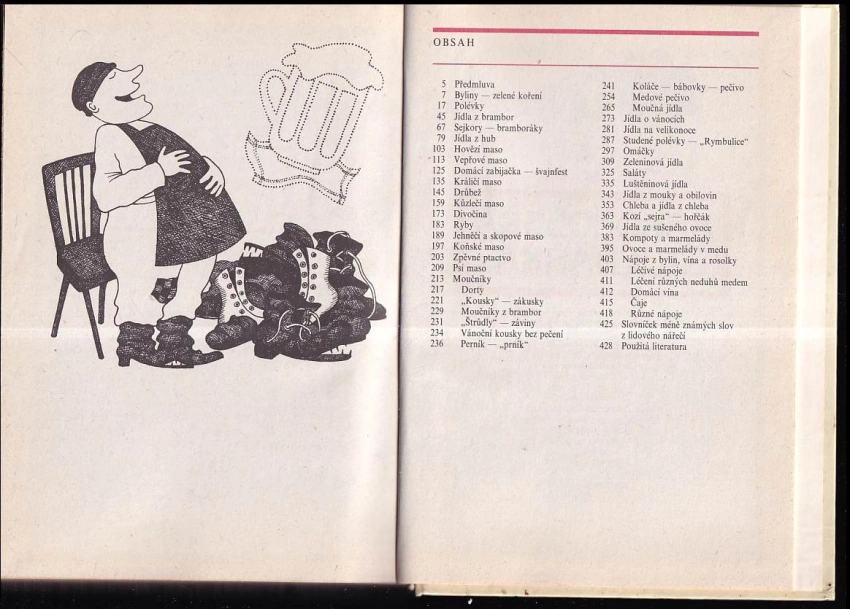 OBSAH
5 Předmluva
7 Byliny — zelené koření
17 Polévky
45 Jídla z brambor
67 Sejkory — bramboráky
79 Jídla z hub
103 Hovězí maso
113 Vepřové maso
125 Domácí zabijačka — švajnfest
135 Králičí maso
145 Drůbež
159 Kůzlečí maso
173 Divočina
183 Ryby
189 Jehněčí a skopové maso
197 Koňské maso
203 Zpěvné ptactvo
209 Psí maso
213 Moučníky
217 Dorty
221 „Kousky“ — zákusky
229 Moučníky z brambor
231 „Štrůdly“ — záviny
234 Vánoční kousky bez pečení
236 Perník — „prník“
241 Koláče — bábovky — pečivo
254 Medové pečivo
265 Moučná jídla
273 Jídla o vánocích
281 Jídla na velikonoce
287 Studené polévky — „Rymbulice“
297 Omáčky
309 Zeleninová jídla
325 Saláty
335 Luštěninová jídla
343 Jídla z mouky a obilovin
353 Chleba a jídla z chleba
363 Kozí „sejra“ — hořčák
369 Jídla ze sušeného ovoce
383 Kompoty a marmelády
395 Ovoce a marmelády v medu
403 Nápoje z bylin, vína a rosolky
407 Léčivé nápoje
411 Léčení různých neduhů medem
412 Domácí vína
415 Čaje
418 Různé nápoje
425 Slovníček méně známých slov
z lidového nářečí
428 Použitá literatura